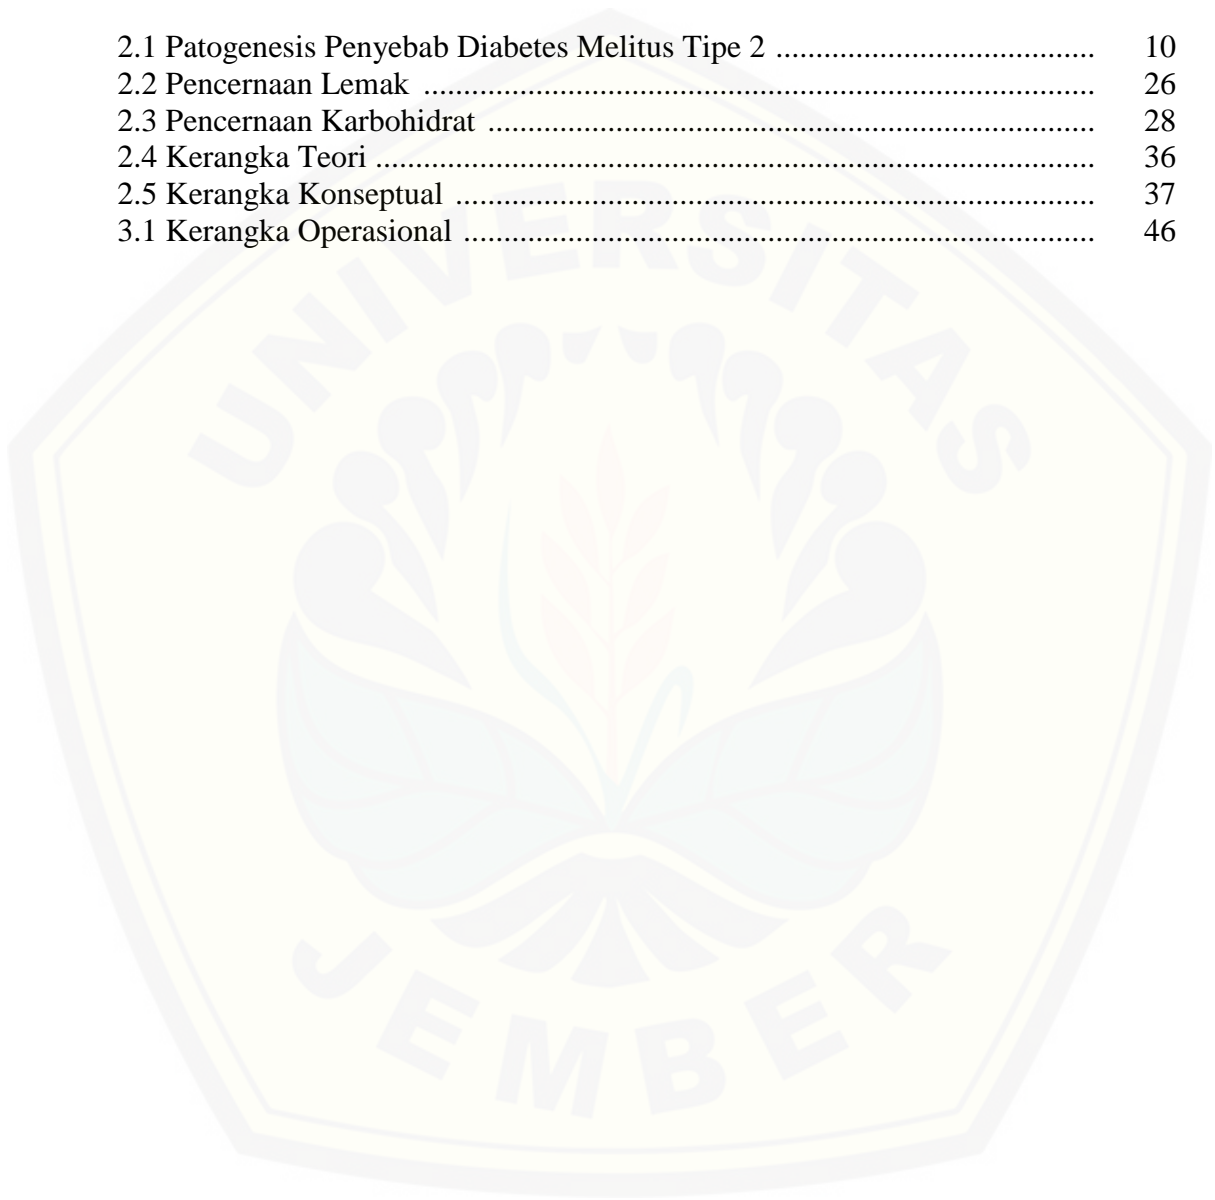 2.1 Patogenesis Penyebab Diabetes Melitus Tipe 2 ....................................... 10
2.2 Pencernaan Lemak .................................................................................. 26
2.3 Pencernaan Karbohidrat .......................................................................... 28
2.4 Kerangka Teori ........................................................................................ 36
2.5 Kerangka Konseptual .............................................................................. 37
3.1 Kerangka Operasional ............................................................................. 46
UNIVERSITAS
JEMBER